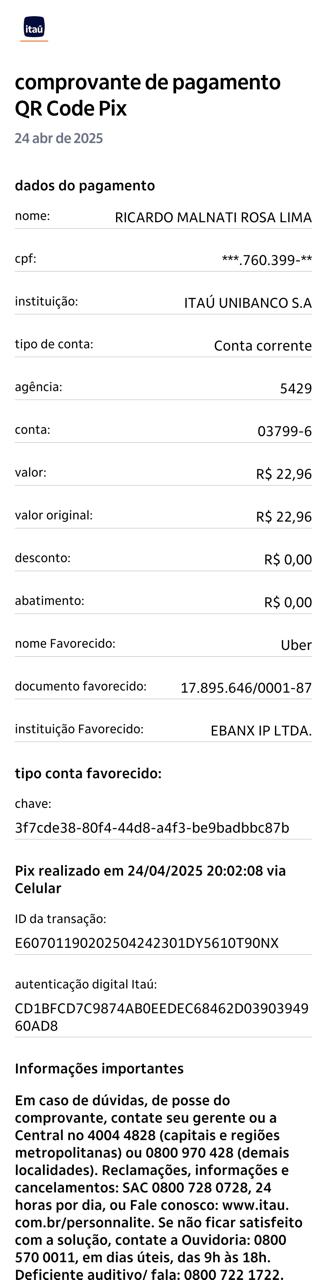 itaú
comprovante de pagamento
QR Code Pix
24 abr de 2025
dados do pagamento
nome: RICARDO MALNATI ROSA LIMA
cpf: ***.760.399-**
instituição: ITAÚ UNIBANCO S.A
tipo de conta: Conta corrente
agência: 5429
conta: 03799-6
valor: R$ 22,96
valor original: R$ 22,96
desconto: R$ 0,00
abatimento: R$ 0,00
nome Favorecido: Uber
documento favorecido: 17.895.646/0001-87
instituição Favorecido: EBANX IP LTDA.
tipo conta favorecido:
chave:
3f7cde38-80f4-44d8-a4f3-be9badbbc87b
Pix realizado em 24/04/2025 20:02:08 via
Celular
ID da transação:
E60701190202504242301DY5610T90NX
autenticação digital Itaú:
CD1BFCD7C9874AB0EEDEC68462D03903949
60AD8
Informações importantes
Em caso de dúvidas, de posse do
comprovante, contate seu gerente ou a
Central no 4004 4828 (capitais e regiões
metropolitanas) ou 0800 970 428 (demais
localidades). Reclamações, informações e
cancelamentos: SAC 0800 728 0728, 24
horas por dia, ou Fale conosco: www.itau.
com.br/personnalite. Se não ficar satisfeito
com a solução, contate a Ouvidoria: 0800
570 0011, em dias úteis, das 9h às 18h.
Deficiente auditivo/ fala: 0800 722 1722.